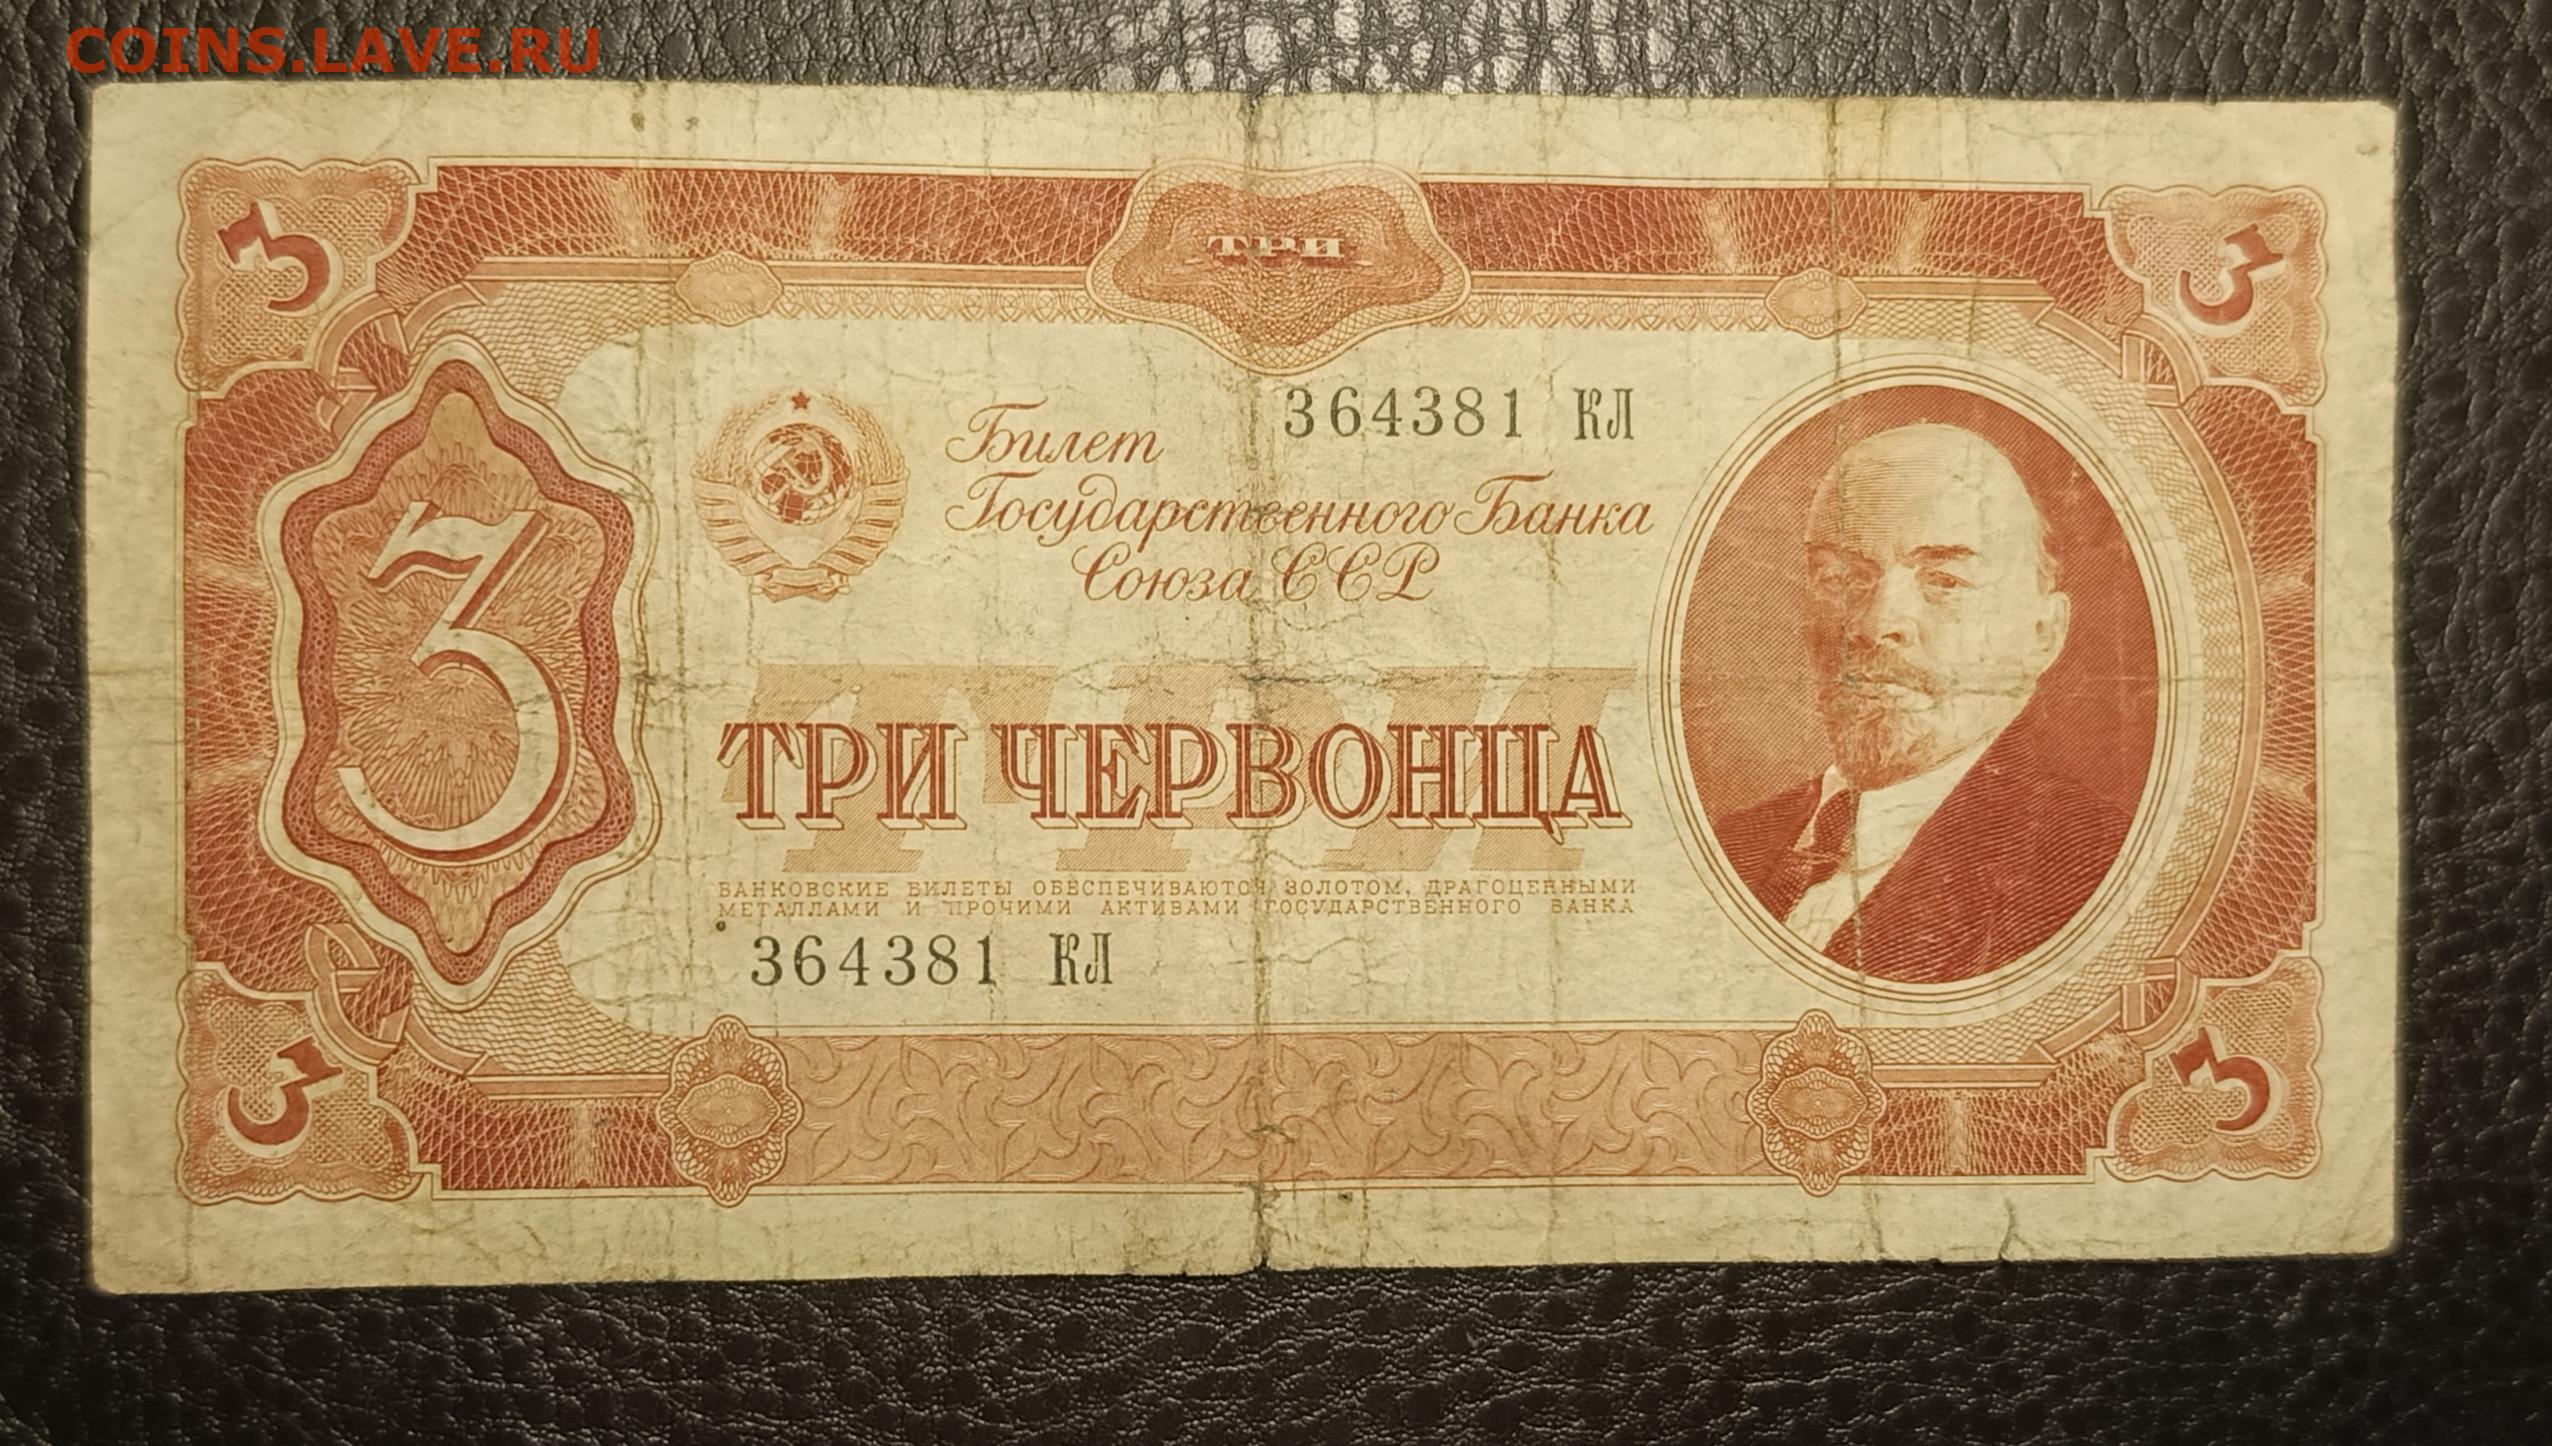 COINS.LAVE.RU
3
ТРИ
3
364381 КЛ
Билет
Государственного Банка
Союза ССР
3
ТРИ
ТРИ ЧЕРВОНЦА
БАНКОВСКИЕ БИЛЕТЫ ОБЕСПЕЧИВАЮТСЯ ЗОЛОТОМ, ДРАГОЦЕННЫМИ
МЕТАЛЛАМИ И ПРОЧИМИ АКТИВАМИ ГОСУДАРСТВЕННОГО БАНКА
364381 КЛ
3
3